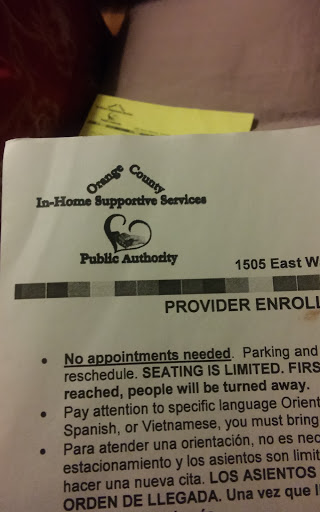 Orange County
In-Home Supportive Services
Public Authority
1505 East W
PROVIDER ENROLL
• No appointments needed. Parking and
reschedule. SEATING IS LIMITED. FIRS
reached, people will be turned away.
• Pay attention to specific language Orient
Spanish, or Vietnamese, you must bring
• Para atender una orientación, no es nec
estacionamiento y los asientos son limit
hacer una nueva cita. LOS ASIENTOS
ORDEN DE LLEGADA. Una vez que l